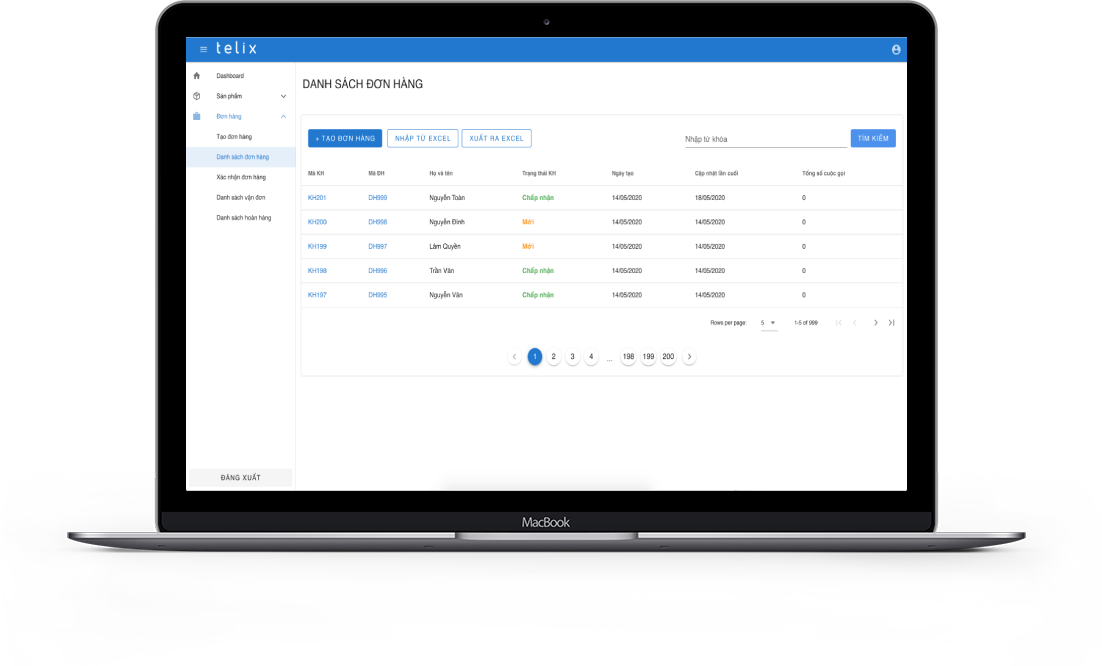 telix
Dashboard
Sản phẩm
Đơn hàng
Tạo đơn hàng
Danh sách đơn hàng
Xác nhận đơn hàng
Danh sách vận đơn
Danh sách hoàn hàng
ĐĂNG XUẤT
DANH SÁCH ĐƠN HÀNG
+ TẠO ĐƠN HÀNG NHẬP TỪ EXCEL XUẤT RA EXCEL Nhập từ khóa TÌM KIẾM
Mã KH Mã ĐH Họ và tên Trạng thái KH Ngày tạo Cập nhật lần cuối Tổng số cuộc gọi
KH201 DH999 Nguyễn Toàn Chấp nhận 14/05/2020 18/05/2020 0
KH200 DH998 Nguyễn Đình Mới 14/05/2020 14/05/2020 0
KH199 DH997 Lâm Quyền Mới 14/05/2020 14/05/2020 0
KH198 DH996 Trần Văn Chấp nhận 14/05/2020 14/05/2020 0
KH197 DH995 Nguyễn Văn Chấp nhận 14/05/2020 14/05/2020 0
Rows per page: 5 1-5 of 999
1 2 3 4 ... 198 199 200
MacBook